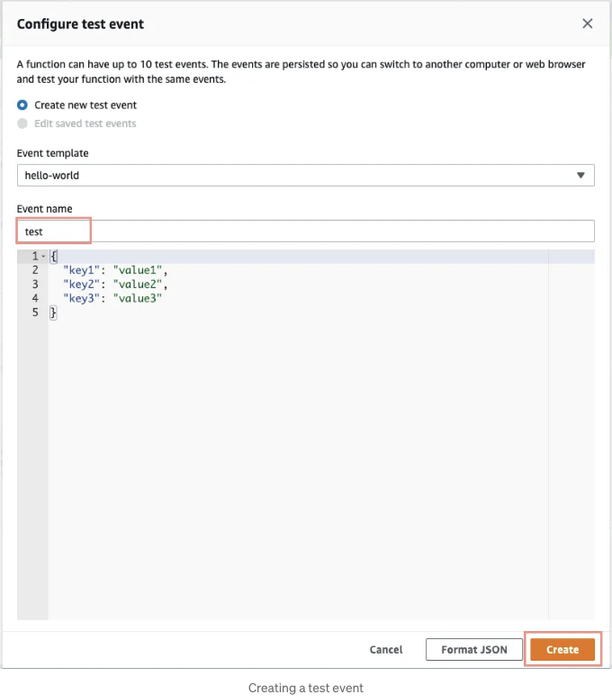 Configure test event
A function can have up to 10 test events. The events are persisted so you can switch to another computer or web browser
and test your function with the same events.
Create new test event
Edit saved test events
Event template
hello-world
Event name
test
1 {
2 "key1": "value1",
3 "key2": "value2",
4 "key3": "value3"
5 }
Cancel Format JSON Create
Creating a test event